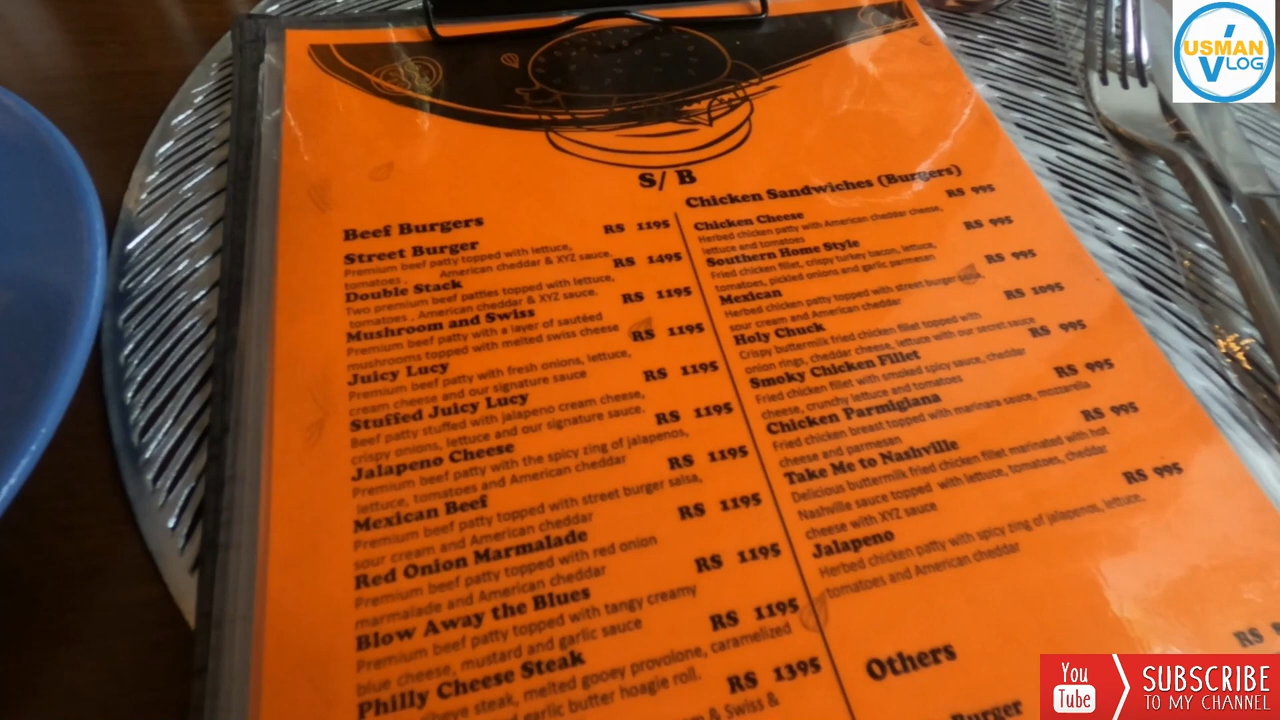 USMAN
VLOG
S/ B
Beef Burgers
Street Burger RS 1195
Premium beef patty topped with lettuce,
tomatoes , American cheddar & XYZ sauce.
Double Stack RS 1495
Two premium beef patties topped with lettuce,
tomatoes , American cheddar & XYZ sauce.
Mushroom and Swiss RS 1195
Premium beef patty with a layer of sautéed
mushrooms topped with melted swiss cheese
Juicy Lucy RS 1195
Premium beef patty with fresh onions, lettuce,
cream cheese and our signature sauce
Stuffed Juicy Lucy RS 1195
Beef patty stuffed with jalapeno cream cheese,
crispy onions, lettuce and our signature sauce.
Jalapeno Cheese RS 1195
Premium beef patty with the spicy zing of jalapenos,
lettuce, tomatoes and American cheddar
Mexican Beef RS 1195
Premium beef patty topped with street burger salsa,
sour cream and American cheddar
Red Onion Marmalade RS 1195
Premium beef patty topped with red onion
marmalade and American cheddar
Blow Away the Blues RS 1195
Premium beef patty topped with tangy creamy
blue cheese, mustard and garlic sauce
Philly Cheese Steak RS 1195
steak, melted gooey provolone, caramelized
garlic butter hoagie roll.
RS 1395
& Swiss &
Chicken Sandwiches (Burgers)
Chicken Cheese RS 995
Herbed chicken patty with American cheddar cheese,
lettuce and tomatoes
Southern Home Style RS 995
Fried chicken fillet, crispy turkey bacon, lettuce,
tomatoes, pickled onions and garlic parmesan
Mexican RS 995
Herbed chicken patty topped with street burger salsa
sour cream and American cheddar
Holy Chuck RS 1095
Crispy buttermilk fried chicken fillet topped with
onion rings, cheddar cheese, lettuce with our secret sauce
Smoky Chicken Fillet RS 995
Fried chicken fillet with smoked spicy sauce, cheddar
cheese, crunchy lettuce and tomatoes
Chicken Parmigiana RS 995
Fried chicken breast topped with marinara sauce, mozzarella
cheese and parmesan
Take Me to Nashville RS 995
Delicious buttermilk fried chicken fillet marinated with hot
Nashville sauce topped with lettuce, tomatoes, cheddar
cheese with XYZ sauce
Jalapeno RS 995
Herbed chicken patty with spicy zing of jalapenos, lettuce,
tomatoes and American cheddar
Others
RS
Burger
You
Tube
SUBSCRIBE
TO MY CHANNEL